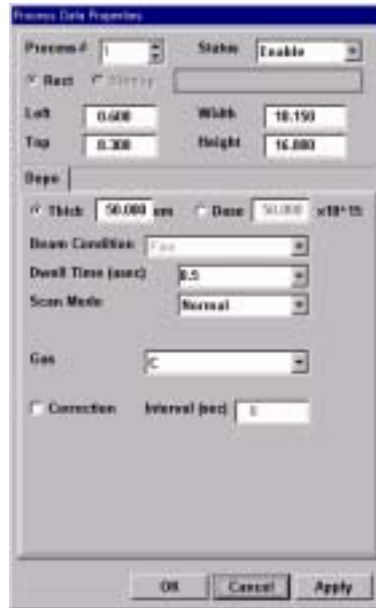 Process Data Properties
Process # 1 Status Enable
Rect Bitmap
Left 0.600 Width 10.150
Top 0.300 Height 16.000
Depo
Thick 50.000 um Dose 50.000 x10^15
Beam Condition Fine
Dwell Time (usec) 0.5
Scan Mode Normal
Gas C
Correction Interval (sec)
OK Cancel Apply